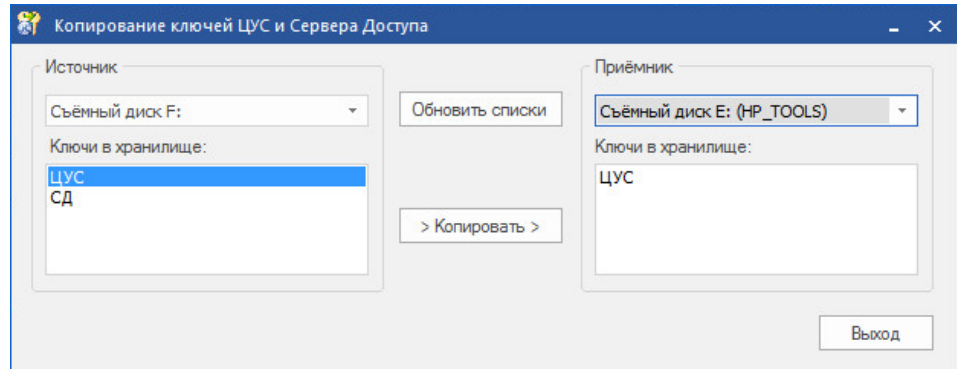 Копирование ключей ЦУС и Сервера Доступа
Источник
Съёмный диск F:
Ключи в хранилище:
ЦУС
СД
Обновить списки
> Копировать >
Приёмник
Съёмный диск E: (HP_TOOLS)
Ключи в хранилище:
ЦУС
Выход